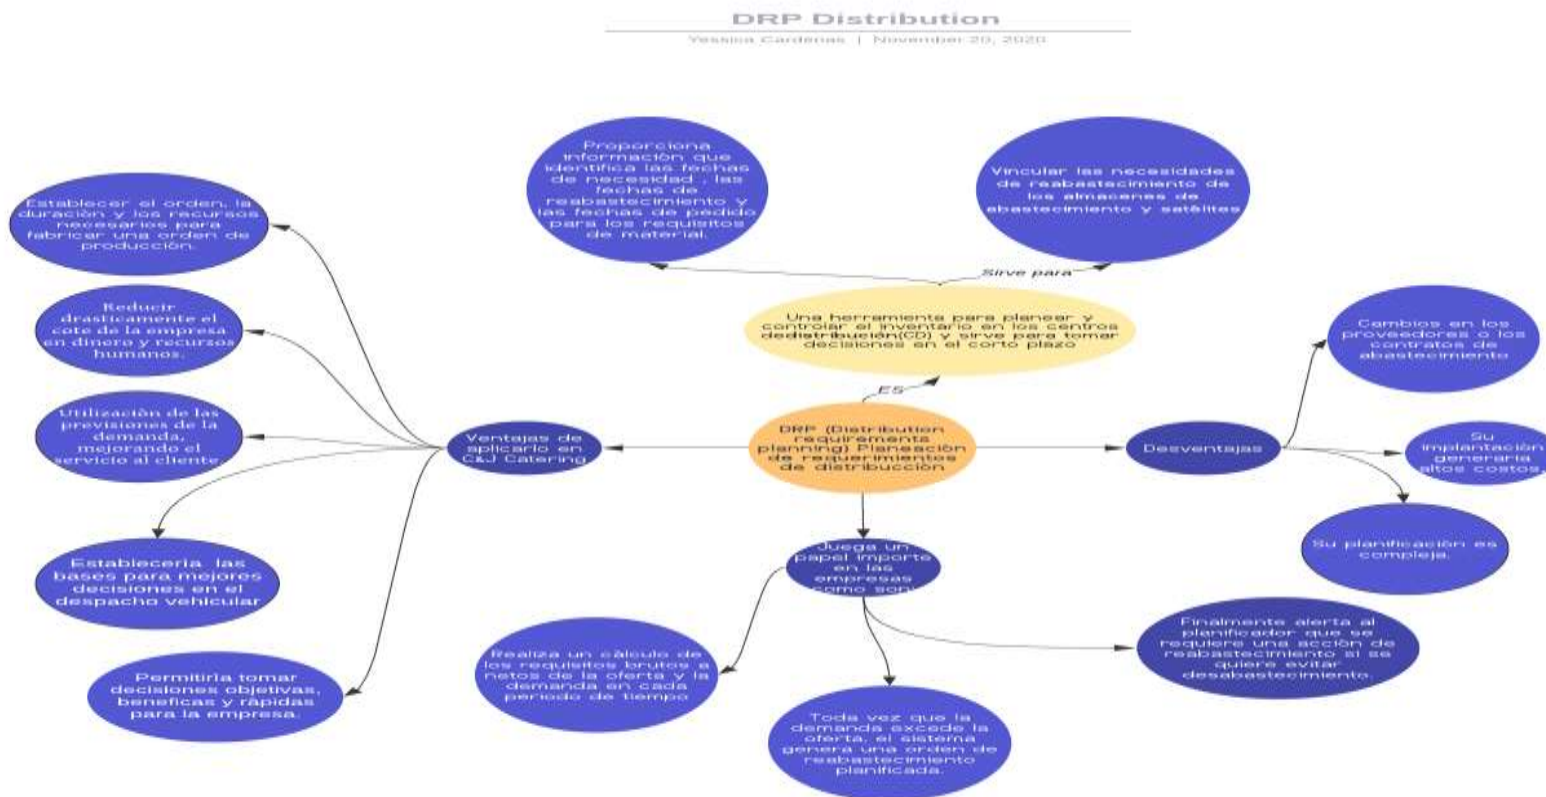 DRP Distribution
Yessica Cardenas | November 20, 2020
Proporciona
información que
identifica las fechas
de necesidad , las
fechas de
reabastecimiento y
las fechas de pedido
para los requisitos
de material.
Vincular las necesidades
de reabastecimiento de
los almacenes de
abastecimiento y satélites
Sirve para
Una herramienta para planear y
controlar el inventario en los centros
dedistribución(CD) y sirve para tomar
decisiones en el corto plazo
ES
DRP (Distribution
requirements
planning) Planeación
de requerimientos
de distribucción
Ventajas de
aplicarlo en
C&J Catering
Establecer el orden, la
duración y los recursos
necesarios para
fabricar una orden de
producción.
Reducir
drasticamente el
cote de la empresa
en dinero y recursos
humanos.
Utilización de las
previsiones de la
demanda,
mejorando el
servicio al cliente.
Establecería las
bases para mejores
decisiones en el
despacho vehicular
Permitiría tomar
decisiones objetivas,
beneficas y rápidas
para la empresa.
Desventajas
Cambios en los
proveedores o los
contratos de
abastecimiento
Su
implantación
generaría
altos costos.
Su planificación es
compleja.
Juega un
papel importe
en las
empresas
como son:
Realiza un cálculo de
los requisitos brutos a
netos de la oferta y la
demanda en cada
periodo de tiempo
Toda vez que la
demanda excede la
oferta, el sistema
genera una orden de
reabastecimiento
planificada.
Finalmente alerta al
planificador que se
requiere una acción de
reabastecimiento si se
quiere evitar
desabastecimiento.